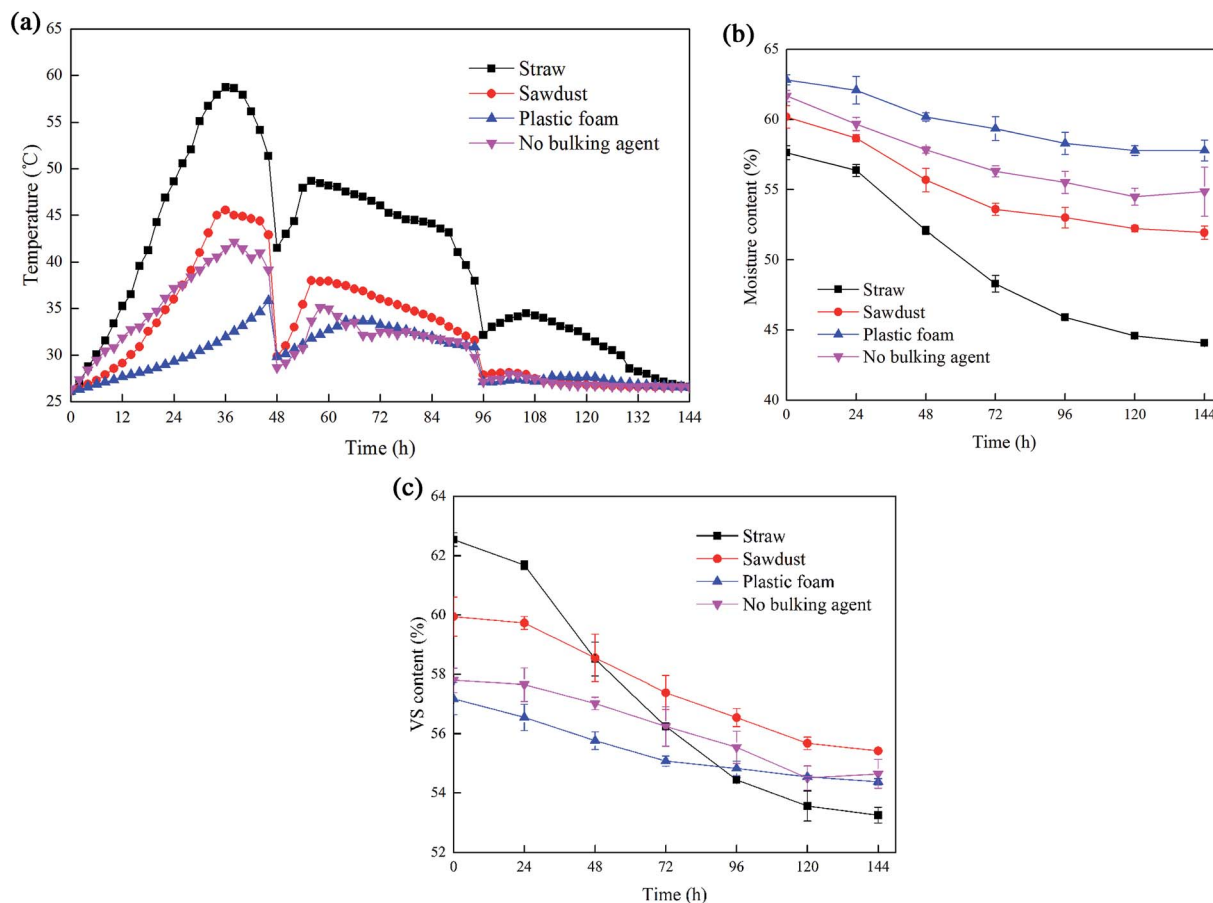 (a)
Temperature (℃)
65
60
55
50
45
40
35
30
25
Straw
Sawdust
Plastic foam
No bulking agent
0 12 24 36 48 60 72 84 96 108 120 132 144
Time (h)
(b)
Moisture content (%)
65
60
55
50
45
40
Straw
Sawdust
Plastic foam
No bulking agent
0 24 48 72 96 120 144
Time (h)
(c)
VS content (%)
64
62
60
58
56
54
52
Straw
Sawdust
Plastic foam
No bulking agent
0 24 48 72 96 120 144
Time (h)